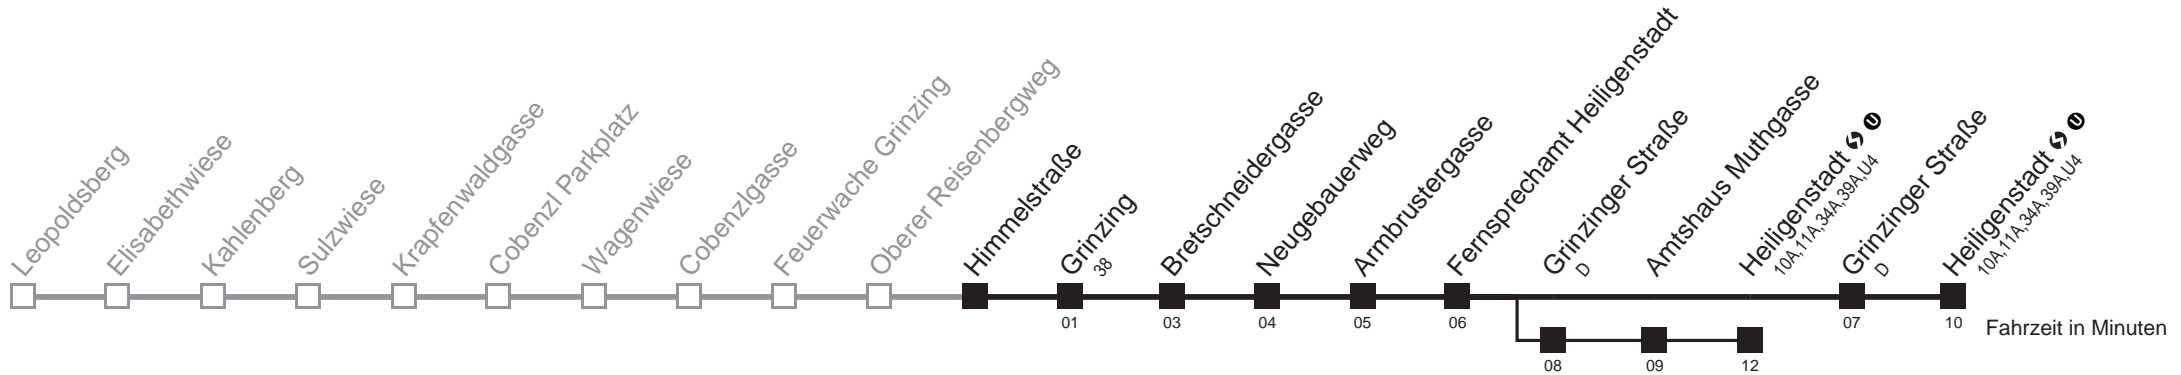 Leopoldsberg
Elisabethwiese
Kahlenberg
Sulzwiese
Krapfenwaldgasse
Cobenzl Parkplatz
Wagenwiese
Cobenzlgasse
Feuerwache Grinzing
Oberer Reisenbergweg
Himmelstraße
Grinzing
38
Bretschneidergasse
Neugebauerweg
Armbrustergasse
Fernsprechamt Heiligenstadt
Grinzinger Straße
D
Amtshaus Muthgasse
Heiligenstadt U
10A,11A,34A,39A,U4
Grinzinger Straße
D
Heiligenstadt U
10A,11A,34A,39A,U4
01 03 04 05 06 07 10
Fahrzeit in Minuten
08 09 12